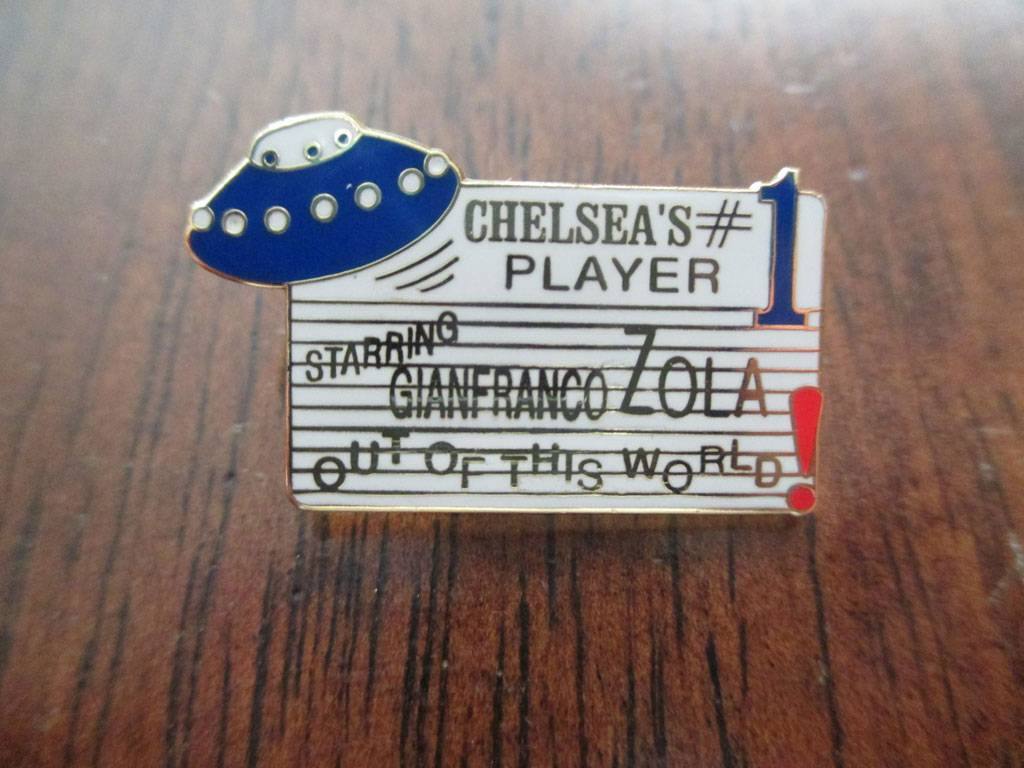 CHELSEA'S # 1
PLAYER
STARRING
GIANFRANCO ZOLA
OUT OF THIS WORLD!